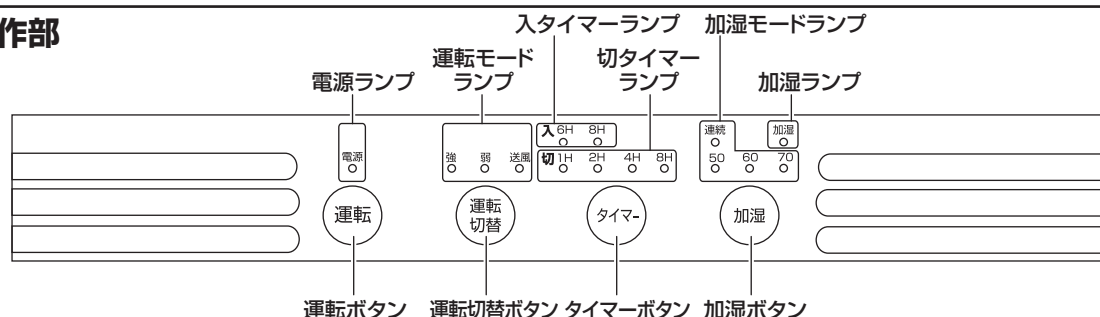 作部
入タイマーランプ 加湿モードランプ
運転モード
ランプ
切タイマー
ランプ
電源ランプ
加湿ランプ
入 6H 8H
連続
加湿
電源
強 弱 送風
切 1H 2H 4H 8H
50 60 70
運転
運転
切替
タイマー
加湿
運転ボタン 運転切替ボタン タイマーボタン 加湿ボタン